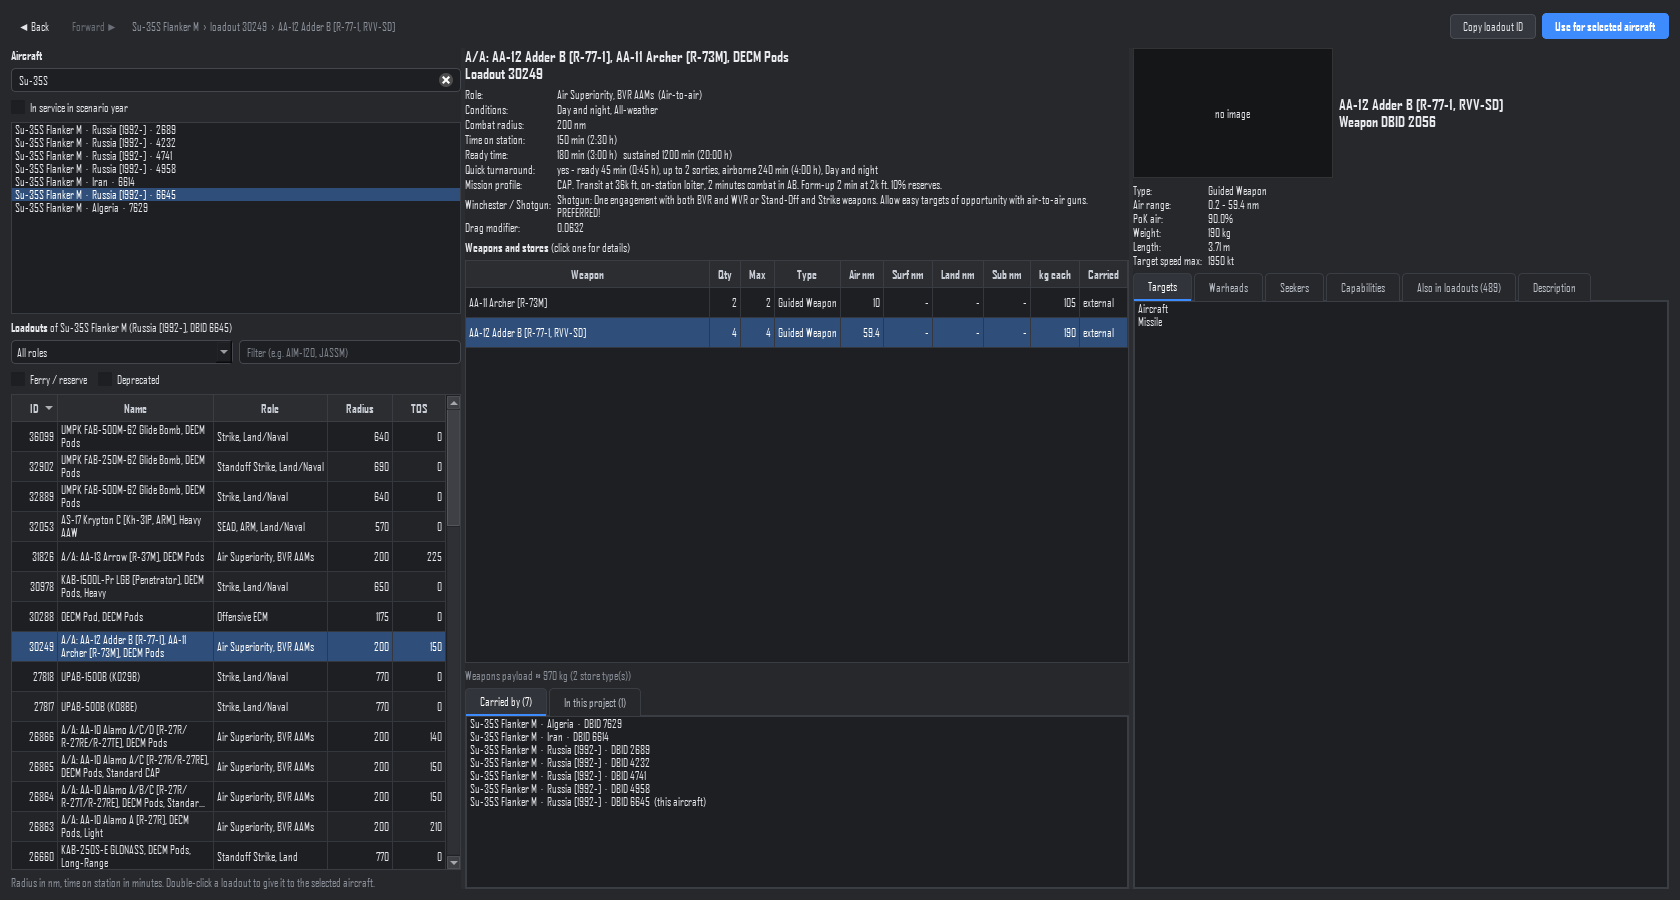 ◄ Back
Forward ►
Su-35S Flanker M › loadout 30249 › AA-12 Adder B [R-77-1, RVV-SD]
Copy loadout ID
Use for selected aircraft
Aircraft
Su-35S
In service in scenario year
Su-35S Flanker M · Russia [1992-] · 2689
Su-35S Flanker M · Russia [1992-] · 4232
Su-35S Flanker M · Russia [1992-] · 4741
Su-35S Flanker M · Russia [1992-] · 4958
Su-35S Flanker M · Iran · 6614
Su-35S Flanker M · Russia [1992-] · 6645
Su-35S Flanker M · Algeria · 7629
Loadouts of Su-35S Flanker M (Russia [1992-], DBID 6645)
All roles
Filter (e.g. AIM-120, JASSM)
Ferry / reserve
Deprecated
ID Name Role Radius TOS
36099 UMPK FAB-500M-62 Glide Bomb, DECM Pods Strike, Land/Naval 640 0
32902 UMPK FAB-250M-62 Glide Bomb, DECM Pods Standoff Strike, Land/Naval 690 0
32889 UMPK FAB-500M-62 Glide Bomb, DECM Pods Strike, Land/Naval 640 0
32053 AS-17 Krypton C [Kh-31P, ARM], Heavy AAW SEAD, ARM, Land/Naval 570 0
31826 A/A: AA-13 Arrow [R-37M], DECM Pods Air Superiority, BVR AAMs 200 225
30978 KAB-1500L-Pr LGB [Penetrator], DECM Pods, Heavy Strike, Land/Naval 650 0
30288 DECM Pod, DECM Pods Offensive ECM 1175 0
30249 A/A: AA-12 Adder B [R-77-1], AA-11 Archer [R-73M], DECM Pods Air Superiority, BVR AAMs 200 150
27818 UPAB-1500B (K029B) Strike, Land/Naval 770 0
27817 UPAB-500B (K08BE) Strike, Land/Naval 770 0
26866 A/A: AA-10 Alamo A/C/D [R-27R/R-27RE/R-27TE], DECM Pods Air Superiority, BVR AAMs 200 140
26865 A/A: AA-10 Alamo A/C [R-27R/R-27RE], DECM Pods, Standard CAP Air Superiority, BVR AAMs 200 150
26864 A/A: AA-10 Alamo A/B/C [R-27R/R-27T/R-27RE], DECM Pods, Standar... Air Superiority, BVR AAMs 200 150
26863 A/A: AA-10 Alamo A [R-27R], DECM Pods, Light Air Superiority, BVR AAMs 200 210
26660 KAB-250S-E GLONASS, DECM Pods, Long-Range Standoff Strike, Land 770 0
Radius in nm, time on station in minutes. Double-click a loadout to give it to the selected aircraft.
A/A: AA-12 Adder B [R-77-1], AA-11 Archer [R-73M], DECM Pods
Loadout 30249
Role: Air Superiority, BVR AAMs (Air-to-air)
Conditions: Day and night, All-weather
Combat radius: 200 nm
Time on station: 150 min (2:30 h)
Ready time: 180 min (3:00 h) sustained 1200 min (20:00 h)
Quick turnaround: yes - ready 45 min (0:45 h), up to 2 sorties, airborne 240 min (4:00 h), Day and night
Mission profile: CAP. Transit at 36k ft, on-station loiter, 2 minutes combat in AB. Form-up 2 min at 2k ft. 10% reserves.
Winchester / Shotgun: Shotgun: One engagement with both BVR and WVR or Stand-Off and Strike weapons. Allow easy targets of opportunity with air-to-air guns.
PREFERRED!
Drag modifier: 0.0632
Weapons and stores (click one for details)
Weapon Qty Max Type Air nm Surf nm Land nm Sub nm kg each Carried
AA-11 Archer [R-73M] 2 2 Guided Weapon 10 - - - 105 external
AA-12 Adder B [R-77-1, RVV-SD] 4 4 Guided Weapon 59.4 - - - 190 external
Weapons payload ≈ 970 kg (2 store type(s))
Carried by (7)
In this project (1)
Su-35S Flanker M · Algeria · DBID 7629
Su-35S Flanker M · Iran · DBID 6614
Su-35S Flanker M · Russia [1992-] · DBID 2689
Su-35S Flanker M · Russia [1992-] · DBID 4232
Su-35S Flanker M · Russia [1992-] · DBID 4741
Su-35S Flanker M · Russia [1992-] · DBID 4958
Su-35S Flanker M · Russia [1992-] · DBID 6645 (this aircraft)
no image
AA-12 Adder B [R-77-1, RVV-SD]
Weapon DBID 2056
Type: Guided Weapon
Air range: 0.2 - 59.4 nm
PoK air: 90.0%
Weight: 190 kg
Length: 3.71 m
Target speed max: 1950 kt
Targets
Warheads
Seekers
Capabilities
Also in loadouts (489)
Description
Aircraft
Missile